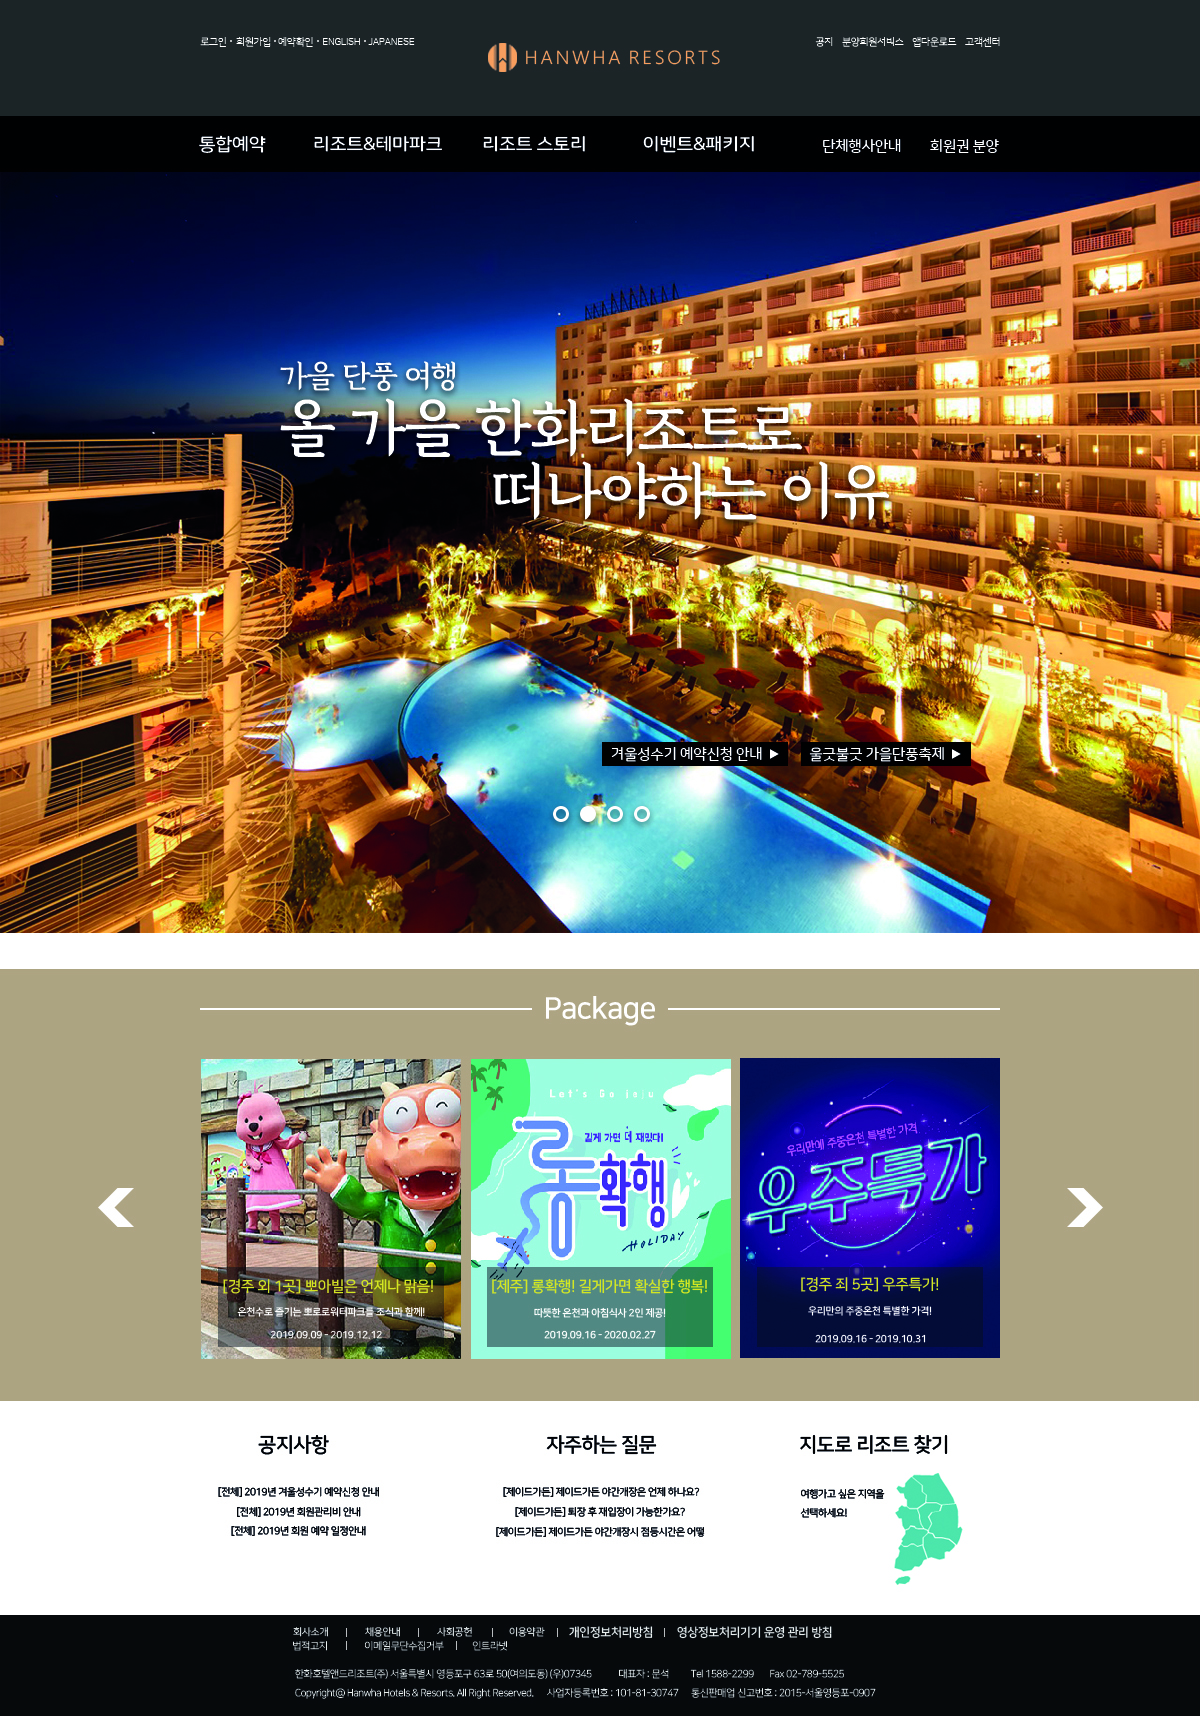 로그인 • 회원가입 • 예약확인 • ENGLISH • JAPANESE
HANWHA RESORTS
공지 분양회원서비스 앱다운로드 고객센터
통합예약 리조트&테마파크 리조트 스토리 이벤트&패키지 단체행사안내 회원권 분양
가을 단풍 여행
올 가을 한화리조트로
떠나야하는 이유
겨울성수기 예약신청 안내 ▶
울긋불긋 가을단풍축제 ▶
Package
[경주 외 1곳] 뽀아빌은 언제나 맑음!
온천수로 즐기는 뽀로로워터파크를 조식과 함께!
2019.09.09 - 2019.12.12
Let's Go jeju
길게 가면 더 재밌다!
롱
확행
HOLIDAY
[제주] 롱확행! 길게가면 확실한 행복!
따뜻한 온천과 아침식사 2인 제공!
2019.09.16 - 2020.02.27
우리만에 주중온천 특별한 가격
우주특가
[경주 죄 5곳] 우주특가!
우리만의 주중온천 특별한 가격!
2019.09.16 - 2019.10.31
공지사항
[전체] 2019년 겨울성수기 예약신청 안내
[전체] 2019년 회원관리비 안내
[전체] 2019년 회원 예약 일정안내
자주하는 질문
[제이드가든] 제이드가든 야간개장은 언제 하나요?
[제이드가든] 퇴장 후 재입장이 가능한가요?
[제이드가든] 제이드가든 야간개장시 점등시간은 어떻
지도로 리조트 찾기
여행가고 싶은 지역을
선택하세요!
회사소개 | 채용안내 | 사회공헌 | 이용약관 | 개인정보처리방침 | 영상정보처리기기 운영 관리 방침
법적고지 | 이메일무단수집거부 | 인트라넷
한화호텔앤드리조트(주) 서울특별시 영등포구 63로 50(여의도동) (우)07345 대표자 : 문석 Tel 1588-2299 Fax 02-789-5525
Copyright@ Hanwha Hotels & Resorts. All Right Reserved. 사업자등록번호 : 101-81-30747 통신판매업 신고번호 : 2015-서울영등포-0907